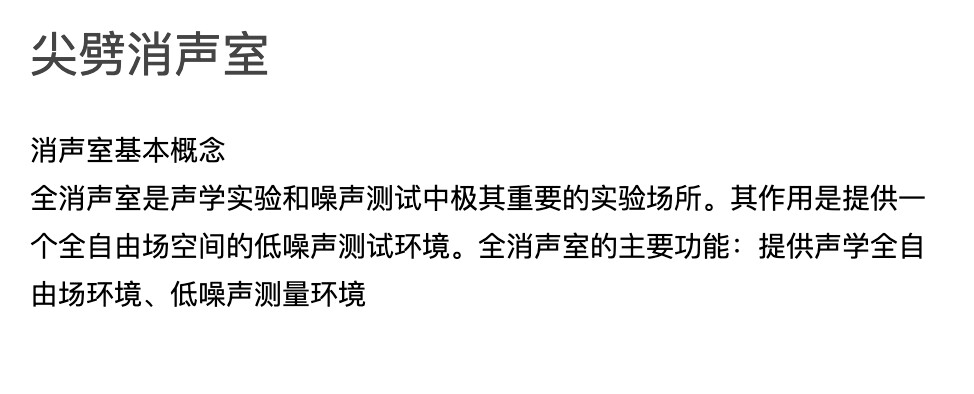 尖劈消声室
消声室基本概念
全消声室是声学实验和噪声测试中极其重要的实验场所。其作用是提供一
个全自由场空间的低噪声测试环境。全消声室的主要功能：提供声学全自
由场环境、低噪声测量环境